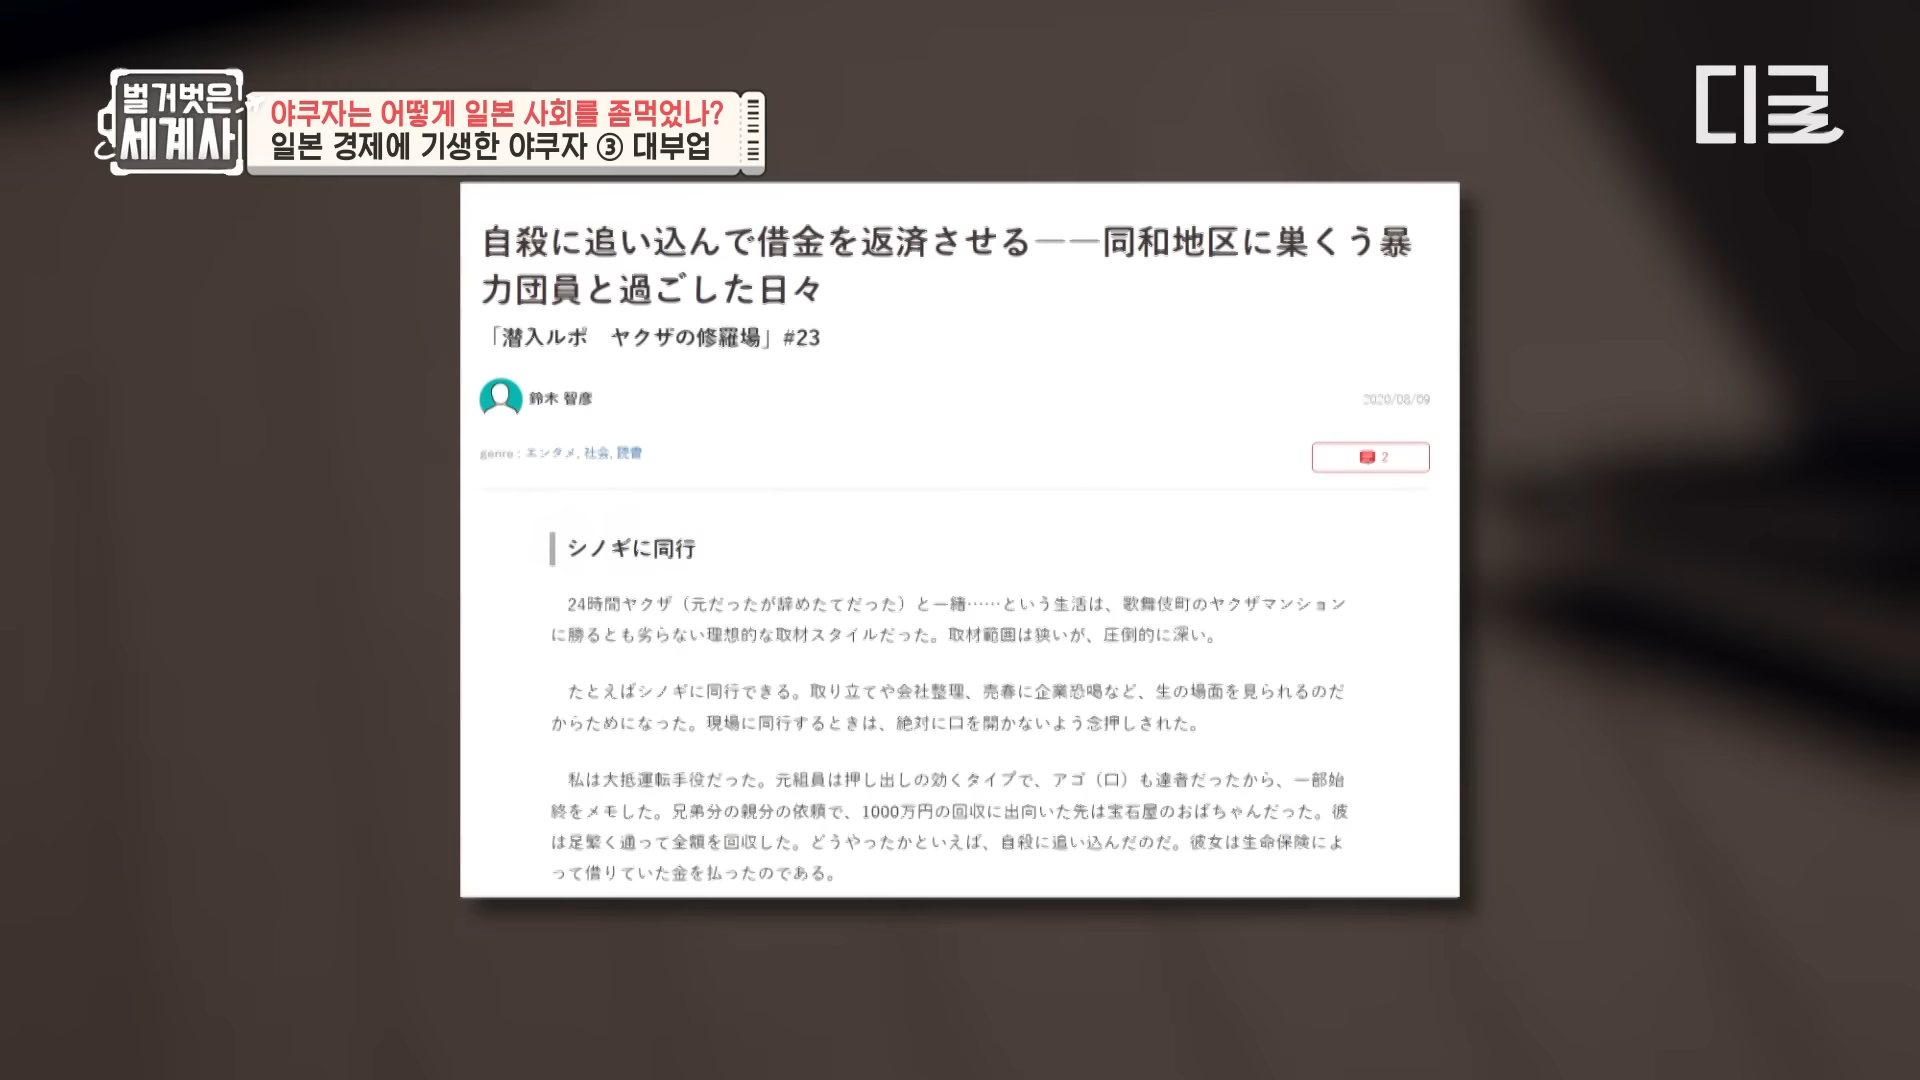 벌거벗은
세계사
야쿠자는 어떻게 일본 사회를 좀먹었나?
일본 경제에 기생한 야쿠자 ③ 대부업
디글
自殺に追い込んで借金を返済させる――同和地区に巣くう暴
力団員と過ごした日々
「潜入ルポ　ヤクザの修羅場」#23
鈴木 智彦
2020/08/09
genre : エンタメ, 社会, 読書
2
シノギに同行
24時間ヤクザ（元だったが辞めたてだった）と一緒……という生活は、歌舞伎町のヤクザマンション
に勝るとも劣らない理想的な取材スタイルだった。取材範囲は狭いが、圧倒的に深い。
たとえばシノギに同行できる。取り立てや会社整理、売春に企業恐喝など、生の場面を見られるのだ
からためになった。現場に同行するときは、絶対に口を開かないよう念押しされた。
私は大抵運転手役だった。元組員は押し出しの効くタイプで、アゴ（口）も達者だったから、一部始
終をメモした。兄弟分の親分の依頼で、1000万円の回収に出向いた先は宝石屋のおばちゃんだった。彼
は足繁く通って全額を回収した。どうやったかといえば、自殺に追い込んだのだ。彼女は生命保険によ
って借りていた金を払ったのである。